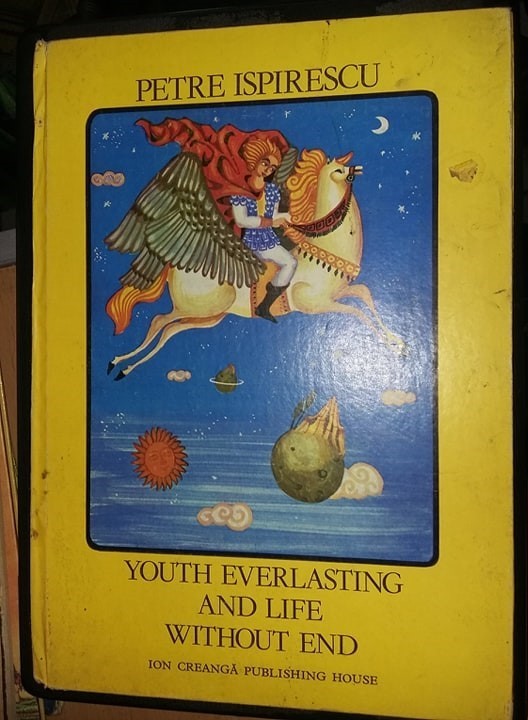 PETRE ISPIRESCU
YOUTH EVERLASTING
AND LIFE
WITHOUT END
ION CREANGĂ PUBLISHING HOUSE